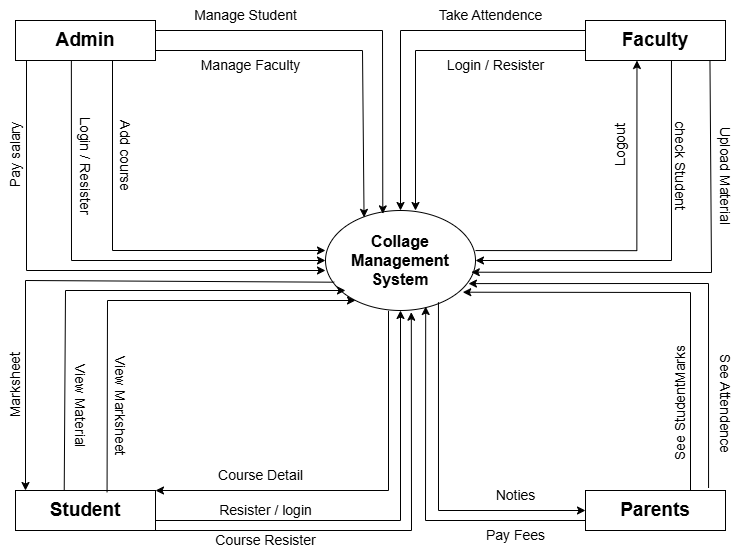 Manage Student
Take Attendence
Admin
Faculty
Manage Faculty
Login / Resister
Pay salary
Login / Resister
Add course
Logout
check Student
Upload Material
Collage
Management
System
Marksheet
View Material
View Marksheet
See StudentMarks
See Attendence
Course Detail
Noties
Student
Resister / login
Parents
Pay Fees
Course Resister